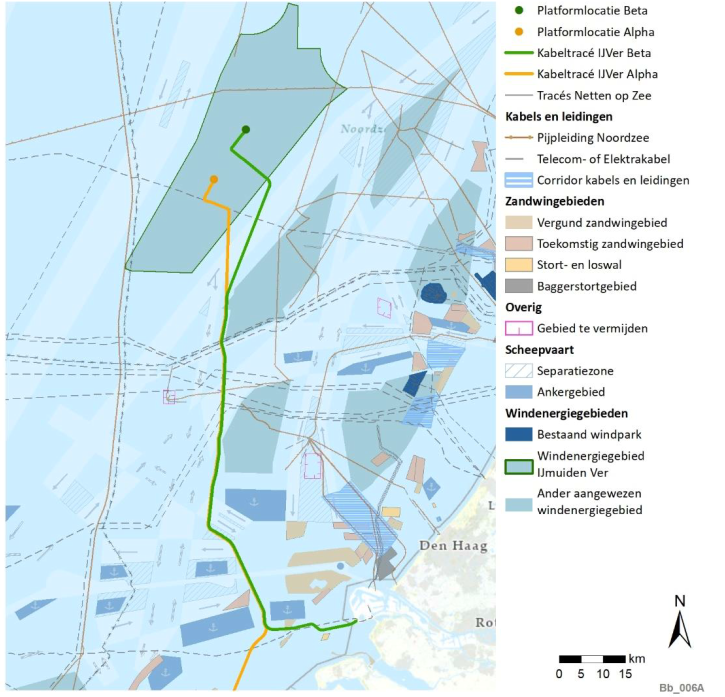 Platformlocatie Beta
Platformlocatie Alpha
Kabeltracé IJVer Beta
Kabeltracé IJVer Alpha
Tracés Netten op Zee
Kabels en leidingen
Pijpleiding Noordzee
Telecom- of Elektrakabel
Corridor kabels en leidingen
Zandwingebieden
Vergund zandwingebied
Toekomstig zandwingebied
Stort- en loswal
Baggerstortgebied
Overig
Gebied te vermijden
Scheepvaart
Separatiezone
Ankergebied
Windenergiegebieden
Bestaand windpark
Windenergiegebied
IJmuiden Ver
Ander aangewezen
windenergiegebied
Noordze
L
Den Haag
Rot
N
0 5 10 15 km
Bb_006A